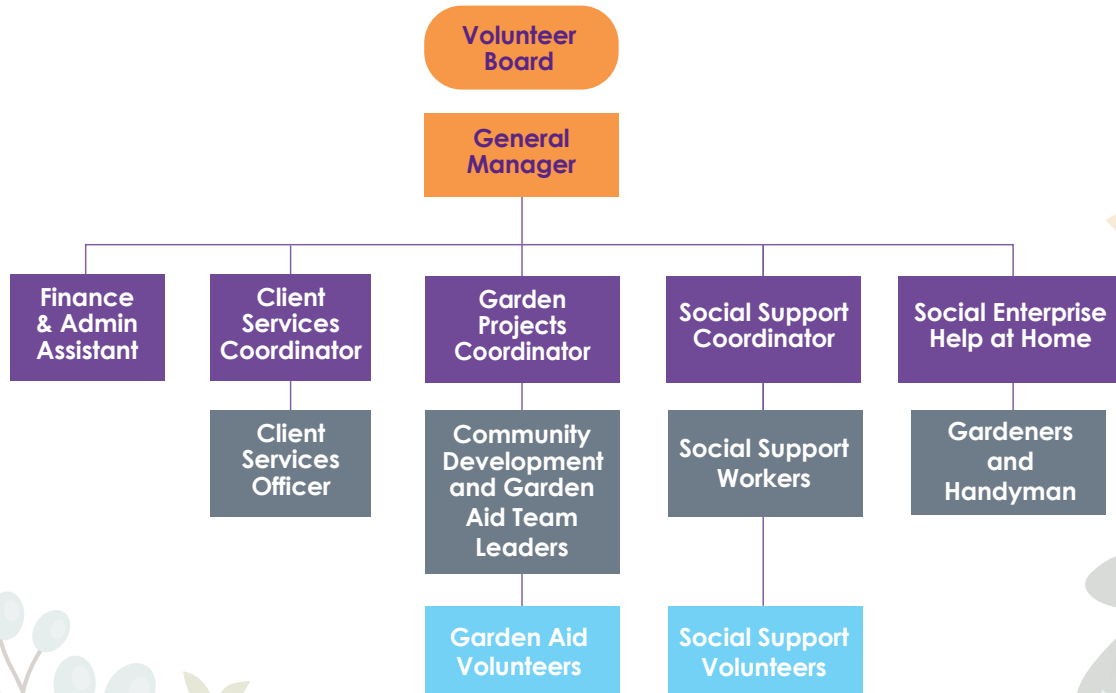 Volunteer
Board
General
Manager
Finance
& Admin
Assistant
Client
Services
Coordinator
Garden
Projects
Coordinator
Social Support
Coordinator
Social Enterprise
Help at Home
Client
Services
Officer
Community
Development
and Garden
Aid Team
Leaders
Social Support
Workers
Gardeners
and
Handyman
Garden Aid
Volunteers
Social Support
Volunteers